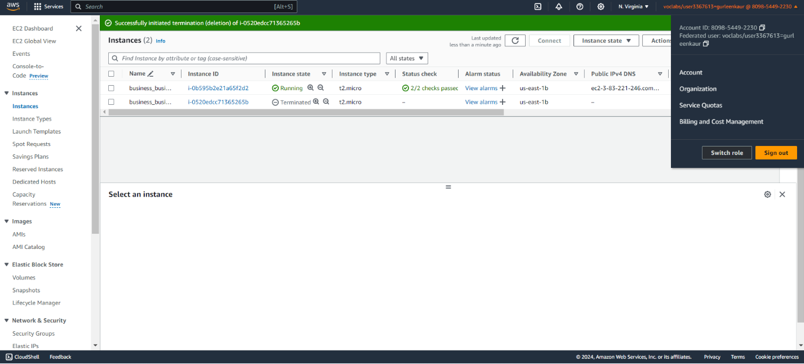 aws
Services
Search
[Alt+S]
N. Virginia
voclabs/user3367613=gurleenkaur @ 8098-5449-2230
Account ID: 8098-5449-2230
Federated user: voclabs/user3367613=gurl
eenkaur
Account
Organization
Service Quotas
Billing and Cost Management
Switch role
Sign out
EC2 Dashboard
EC2 Global View
Events
Console-to-
Code Preview
Instances
Instances
Instance Types
Launch Templates
Spot Requests
Savings Plans
Reserved Instances
Dedicated Hosts
Capacity
Reservations New
Images
AMIs
AMI Catalog
Elastic Block Store
Volumes
Snapshots
Lifecycle Manager
Network & Security
Security Groups
Elastic IPs
Successfully initiated termination (deletion) of i-0520edcc71365265b
Instances (2) Info
Last updated
less than a minute ago
Connect
Instance state
Action
Find Instance by attribute or tag (case-sensitive)
All states
Name Instance ID Instance state Instance type Status check Alarm status Availability Zone Public IPv4 DNS
business_busi... i-0b595b2e21a65f2d2 Running t2.micro 2/2 checks passed View alarms + us-east-1b ec2-3-83-221-246.com...
business_busi... i-0520edcc71365265b Terminated t2.micro – View alarms + us-east-1b –
Select an instance
CloudShell
Feedback
© 2024, Amazon Web Services, Inc. or its affiliates.
Privacy
Terms
Cookie preferences